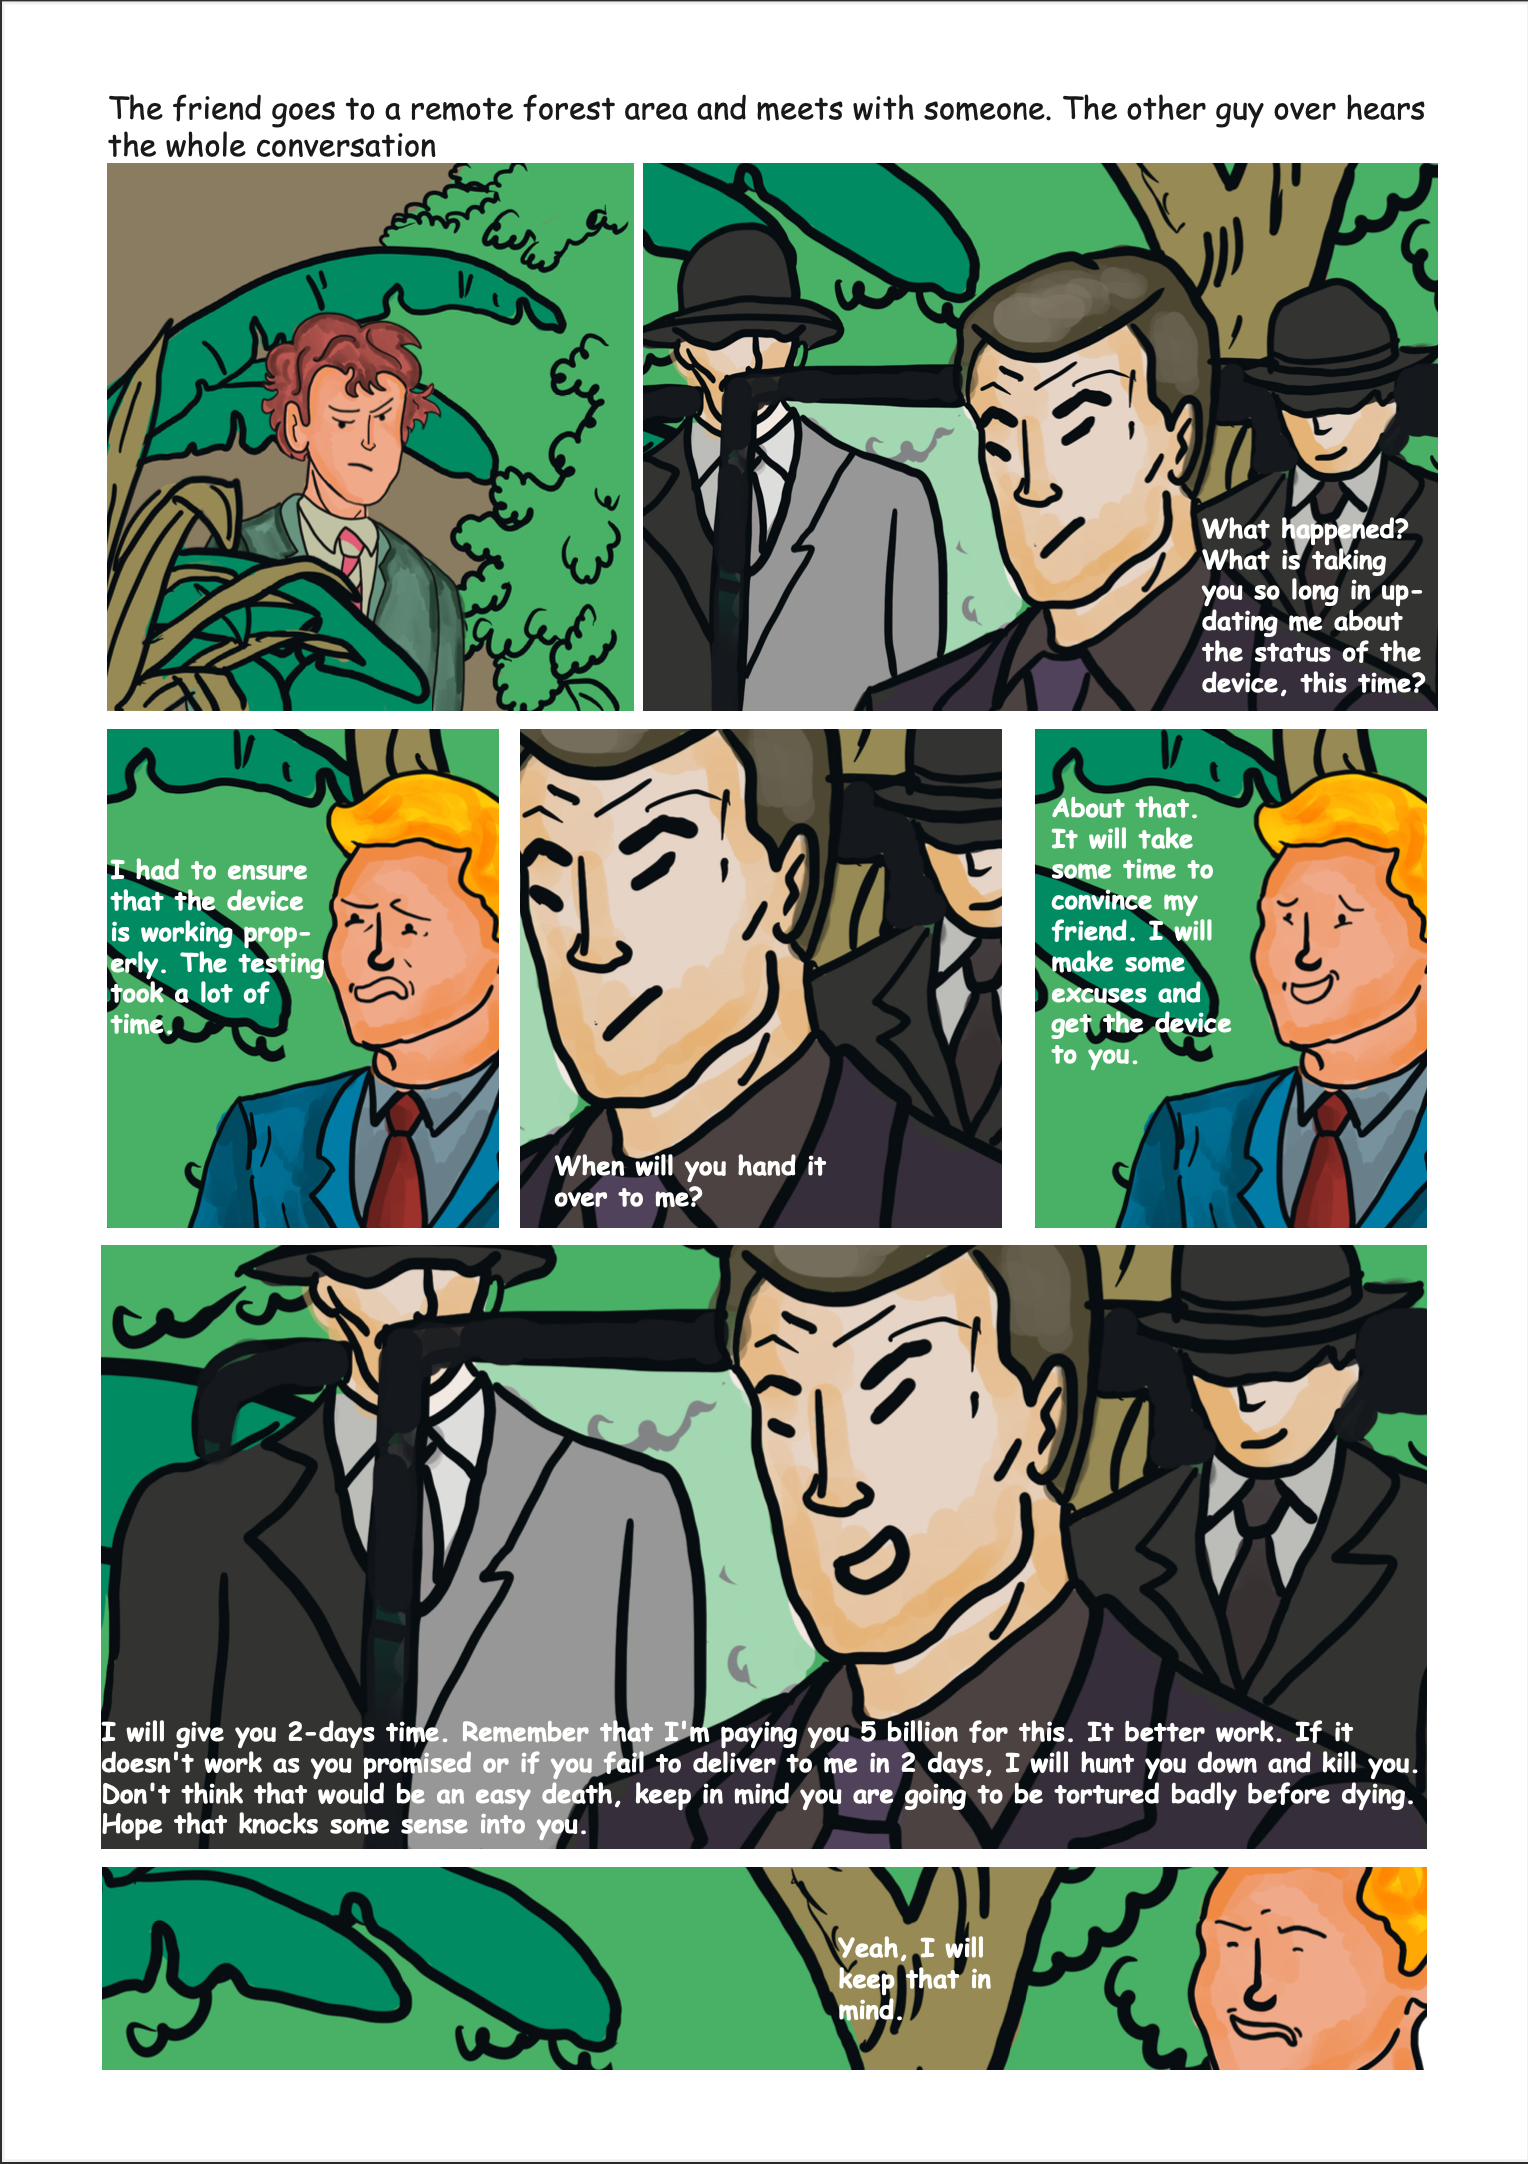 The friend goes to a remote forest area and meets with someone. The other guy over hears
the whole conversation
What happened?
What is taking
you so long in up-
dating me about
the status of the
device, this time?
I had to ensure
that the device
is working prop-
erly. The testing
took a lot of
time.
When will you hand it
over to me?
About that.
It will take
some time to
convince my
friend. I will
make some
excuses and
get the device
to you.
I will give you 2-days time. Remember that I'm paying you 5 billion for this. It better work. If it
doesn't work as you promised or if you fail to deliver to me in 2 days, I will hunt you down and kill you.
Don't think that would be an easy death, keep in mind you are going to be tortured badly before dying.
Hope that knocks some sense into you.
Yeah, I will
keep that in
mind.